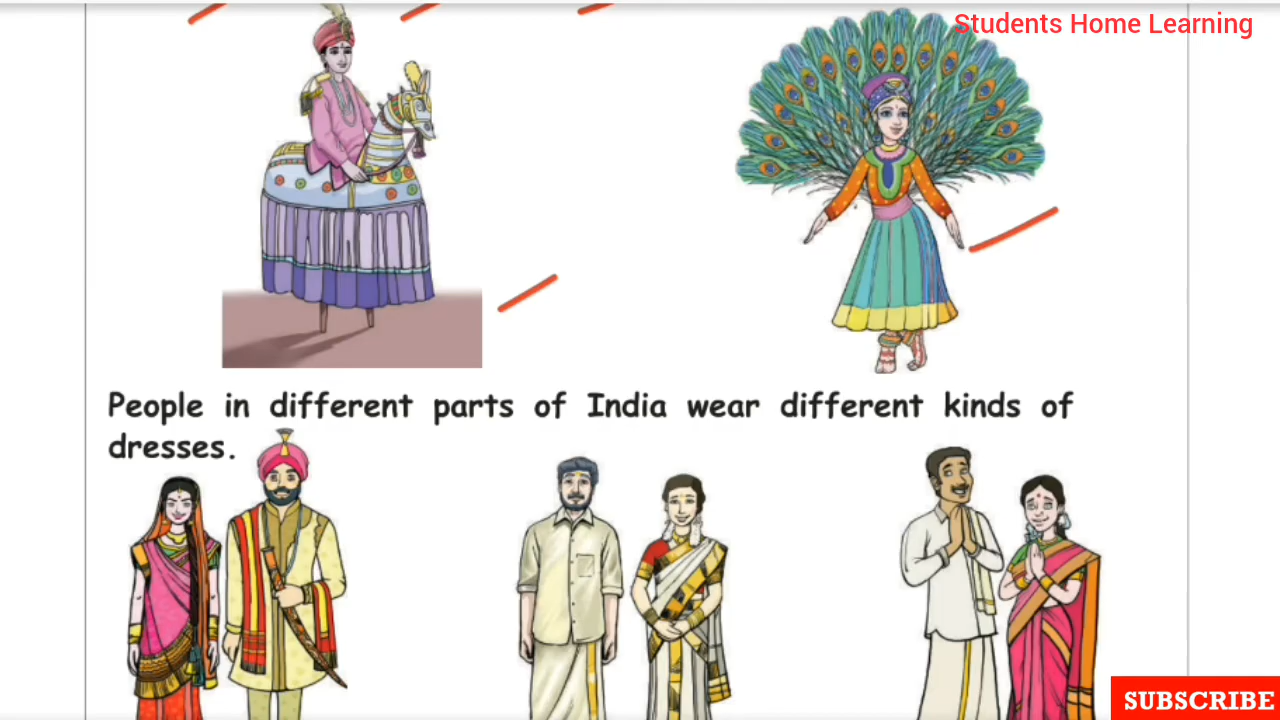 Students Home Learning
People in different parts of India wear different kinds of
dresses.
SUBSCRIBE